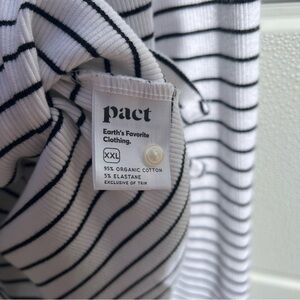 pact
Earth's Favorite
Clothing.
XXL
95% ORGANIC COTTON
5% ELASTANE
EXCLUSIVE OF TRIM